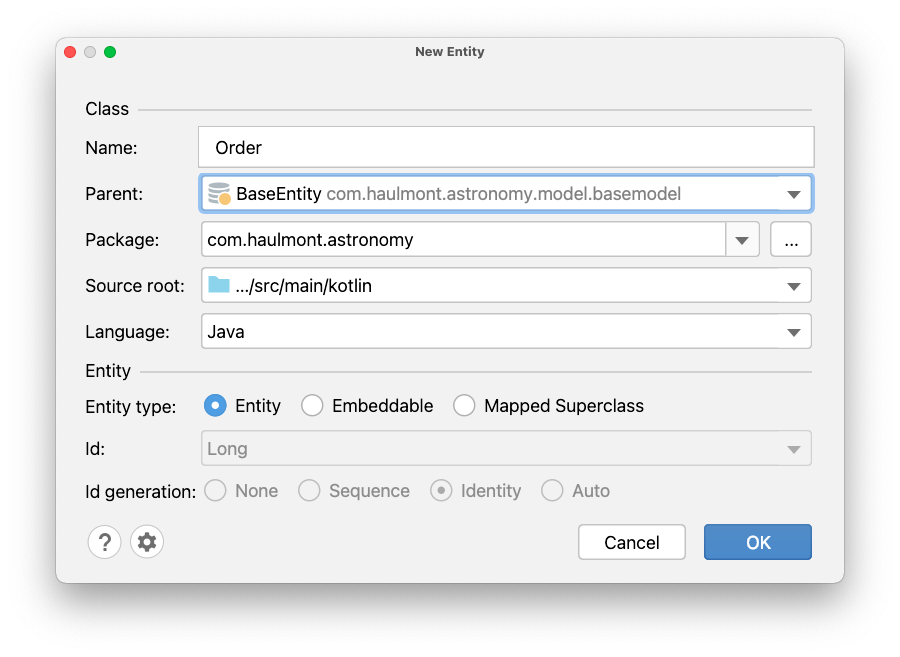 New Entity
Class
Name: Order
Parent: BaseEntity com.haulmont.astronomy.model.basemodel
Package: com.haulmont.astronomy ...
Source root: .../src/main/kotlin
Language: Java
Entity
Entity type: Entity Embeddable Mapped Superclass
Id: Long
Id generation: None Sequence Identity Auto
? Cancel OK